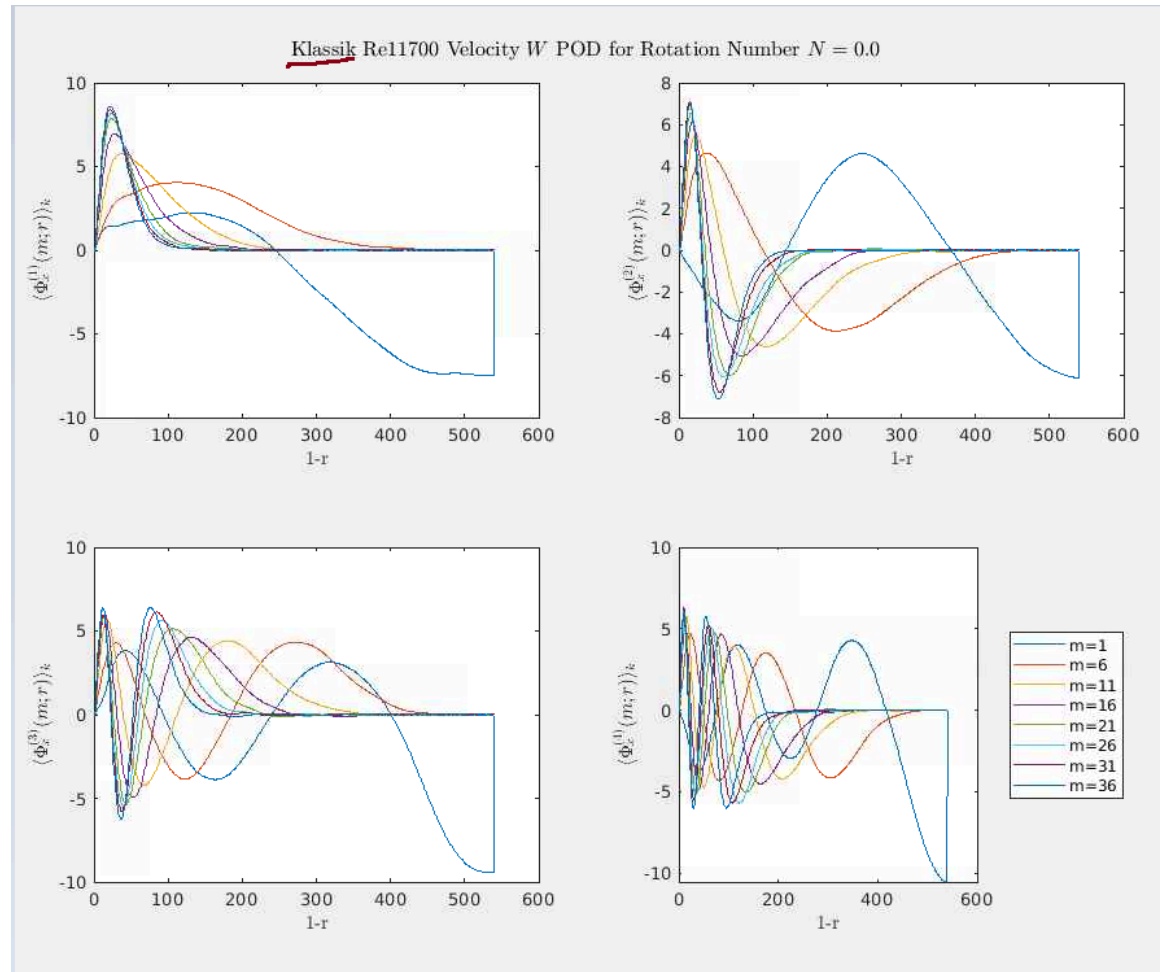 Klassik Re11700 Velocity W POD for Rotation Number N = 0.0
10
5
0
-5
-10
0 100 200 300 400 500 600
1-r
⟨Φₓ⁽¹⁾(m; r)⟩ₖ
8
6
4
2
0
-2
-4
-6
-8
0 100 200 300 400 500 600
1-r
⟨Φₓ⁽²⁾(m; r)⟩ₖ
10
5
0
-5
-10
0 100 200 300 400 500 600
1-r
⟨Φₓ⁽³⁾(m; r)⟩ₖ
10
5
0
-5
-10
0 200 400 600
1-r
⟨Φₓ⁽⁴⁾(m; r)⟩ₖ
m=1
m=6
m=11
m=16
m=21
m=26
m=31
m=36